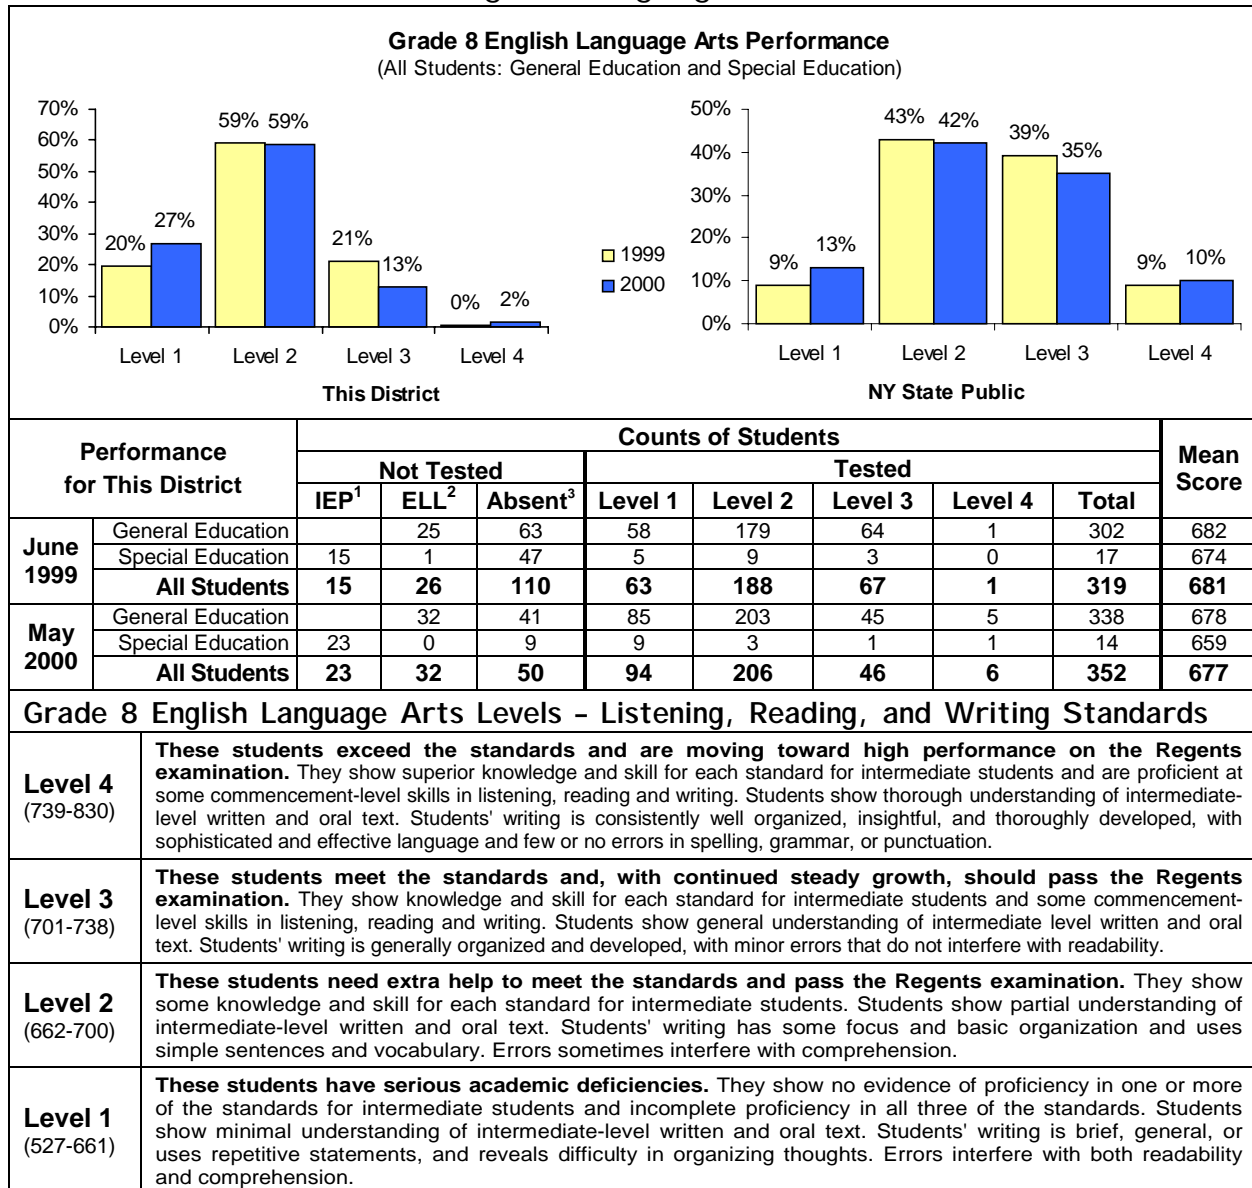 Grade 8 English Language Arts Performance
(All Students: General Education and Special Education)
70%
60%
50%
40%
30%
20%
10%
0%
20% 27% 59% 59% 21% 13% 0% 2%
Level 1 Level 2 Level 3 Level 4
This District
1999
2000
50%
40%
30%
20%
10%
0%
9% 13% 43% 42% 39% 35% 9% 10%
Level 1 Level 2 Level 3 Level 4
NY State Public
Performance for This District
Counts of Students
Mean Score
Not Tested Tested
IEP1 ELL2 Absent3 Level 1 Level 2 Level 3 Level 4 Total
June 1999
General Education 25 63 58 179 64 1 302 682
Special Education 15 1 47 5 9 3 0 17 674
All Students 15 26 110 63 188 67 1 319 681
May 2000
General Education 32 41 85 203 45 5 338 678
Special Education 23 0 9 9 3 1 1 14 659
All Students 23 32 50 94 206 46 6 352 677
Grade 8 English Language Arts Levels – Listening, Reading, and Writing Standards
Level 4
(739-830)
These students exceed the standards and are moving toward high performance on the Regents
examination. They show superior knowledge and skill for each standard for intermediate students and are proficient at
some commencement-level skills in listening, reading and writing. Students show thorough understanding of intermediate-
level written and oral text. Students' writing is consistently well organized, insightful, and thoroughly developed, with
sophisticated and effective language and few or no errors in spelling, grammar, or punctuation.
Level 3
(701-738)
These students meet the standards and, with continued steady growth, should pass the Regents
examination. They show knowledge and skill for each standard for intermediate students and some commencement-
level skills in listening, reading and writing. Students show general understanding of intermediate level written and oral
text. Students' writing is generally organized and developed, with minor errors that do not interfere with readability.
Level 2
(662-700)
These students need extra help to meet the standards and pass the Regents examination. They show
some knowledge and skill for each standard for intermediate students. Students show partial understanding of
intermediate-level written and oral text. Students' writing has some focus and basic organization and uses
simple sentences and vocabulary. Errors sometimes interfere with comprehension.
Level 1
(527-661)
These students have serious academic deficiencies. They show no evidence of proficiency in one or more
of the standards for intermediate students and incomplete proficiency in all three of the standards. Students
show minimal understanding of intermediate-level written and oral text. Students' writing is brief, general, or
uses repetitive statements, and reveals difficulty in organizing thoughts. Errors interfere with both readability
and comprehension.